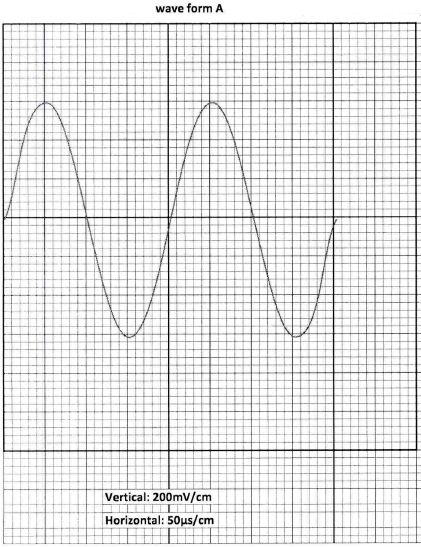 wave form A
Vertical: 200mV/cm
Horizontal: 50µs/cm